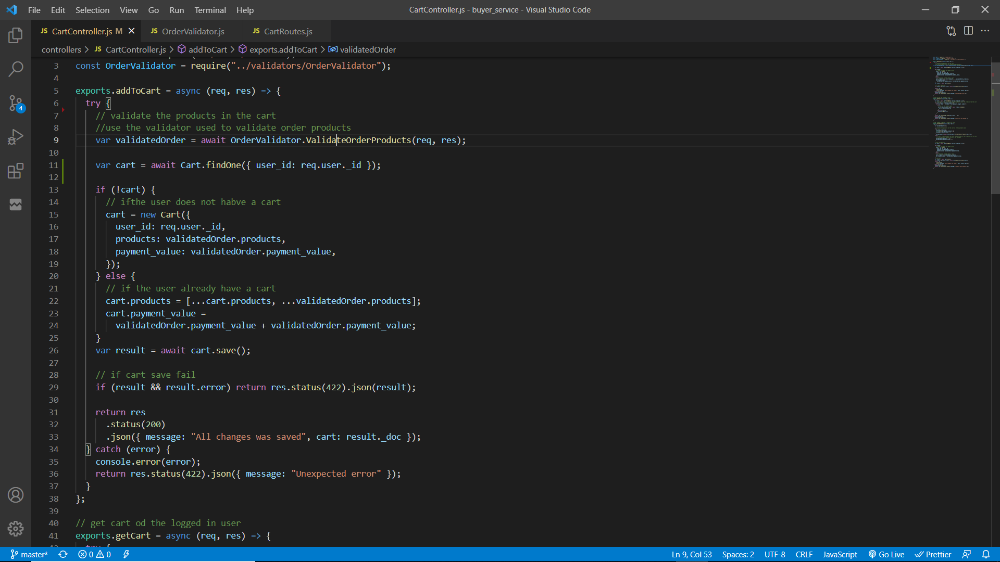 File Edit Selection View Go Run Terminal Help
CartController.js - buyer_service - Visual Studio Code
JS CartController.js M
JS OrderValidator.js
JS CartRoutes.js
controllers > JS CartController.js > addToCart > exports.addToCart > validatedOrder
3 const OrderValidator = require("../validators/OrderValidator");
4
5 exports.addToCart = async (req, res) => {
6 try {
7 // validate the products in the cart
8 //use the validator used to validate order products
9 var validatedOrder = await OrderValidator.ValidateOrderProducts(req, res);
10
11 var cart = await Cart.findOne({ user_id: req.user._id });
12
13 if (!cart) {
14 // ifthe user does not habve a cart
15 cart = new Cart({
16 user_id: req.user._id,
17 products: validatedOrder.products,
18 payment_value: validatedOrder.payment_value,
19 });
20 } else {
21 // if the user already have a cart
22 cart.products = [...cart.products, ...validatedOrder.products];
23 cart.payment_value =
24 validatedOrder.payment_value + validatedOrder.payment_value;
25 }
26 var result = await cart.save();
27
28 // if cart save fail
29 if (result && result.error) return res.status(422).json(result);
30
31 return res
32 .status(200)
33 .json({ message: "All changes was saved", cart: result._doc });
34 } catch (error) {
35 console.error(error);
36 return res.status(422).json({ message: "Unexpected error" });
37 }
38 };
39
40 // get cart od the logged in user
41 exports.getCart = async (req, res) => {
4
master* 0 0
Ln 9, Col 53 Spaces: 2 UTF-8 CRLF JavaScript Go Live Prettier